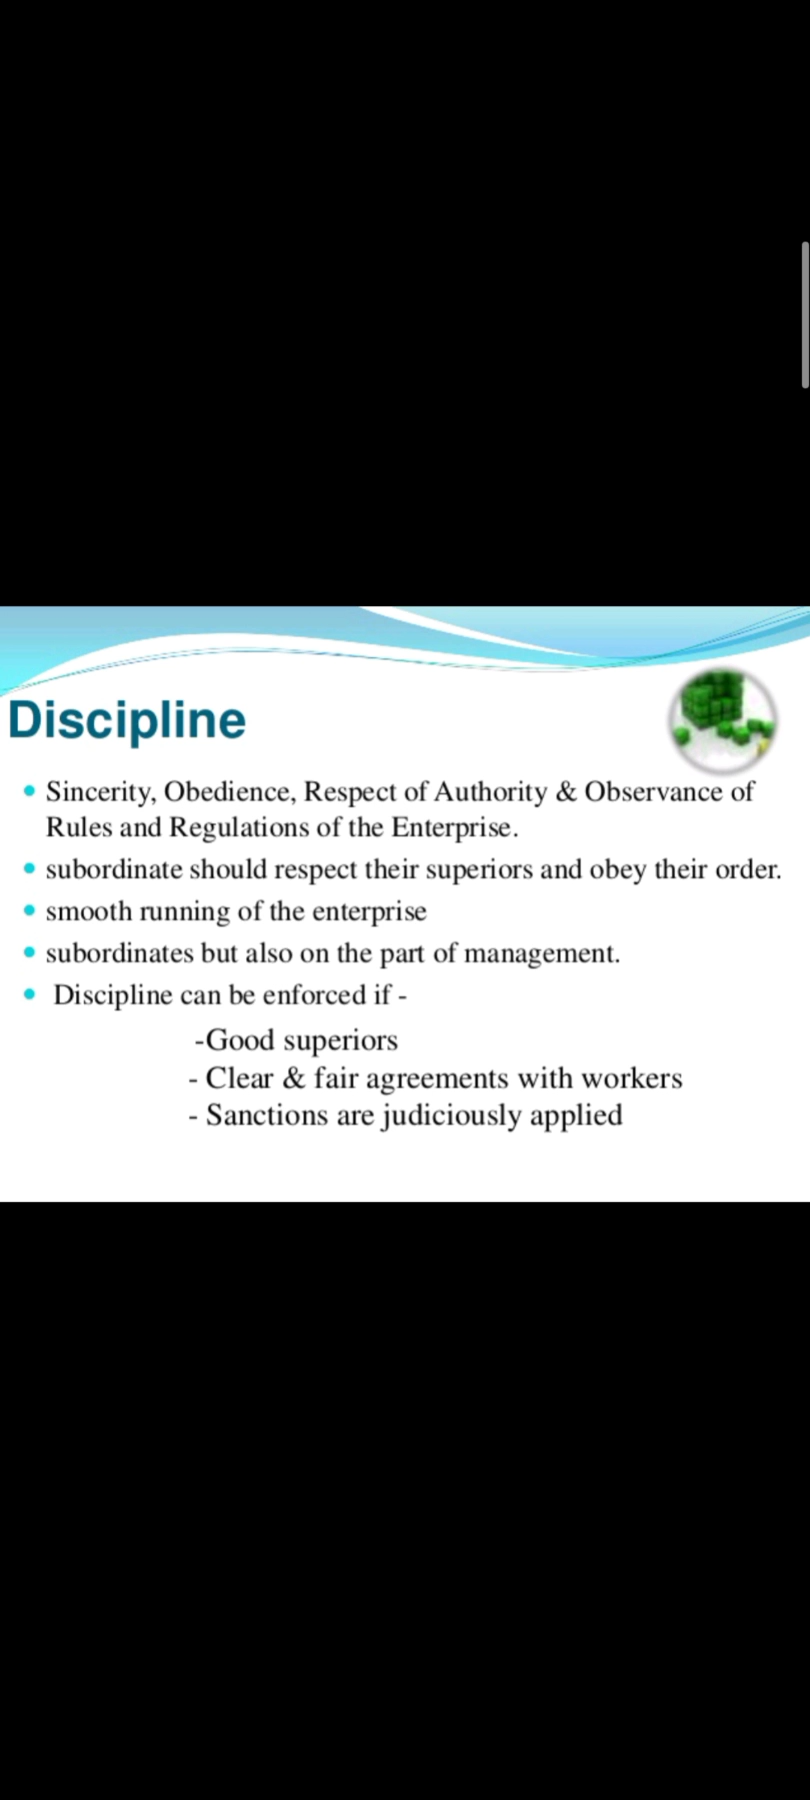 Discipline
• Sincerity, Obedience, Respect of Authority & Observance of
Rules and Regulations of the Enterprise.
• subordinate should respect their superiors and obey their order.
• smooth running of the enterprise
• subordinates but also on the part of management.
• Discipline can be enforced if -
-Good superiors
- Clear & fair agreements with workers
- Sanctions are judiciously applied